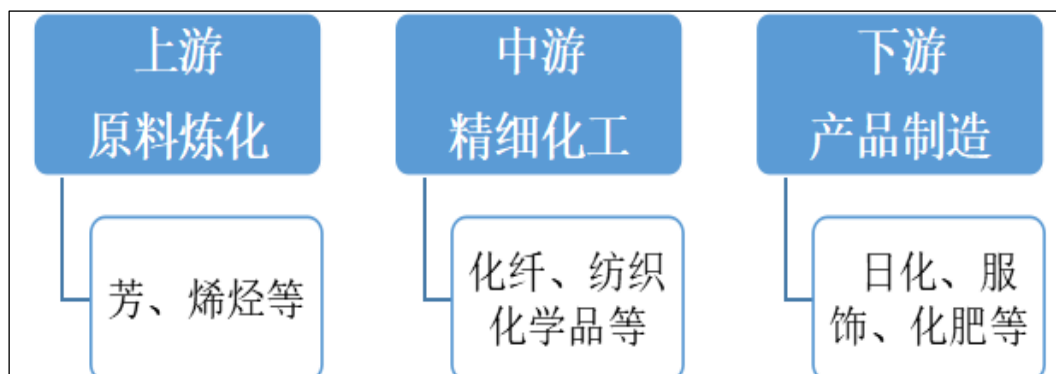 上游
原料炼化
芳、烯烃等
中游
精细化工
化纤、纺织
化学品等
下游
产品制造
日化、服
饰、化肥等